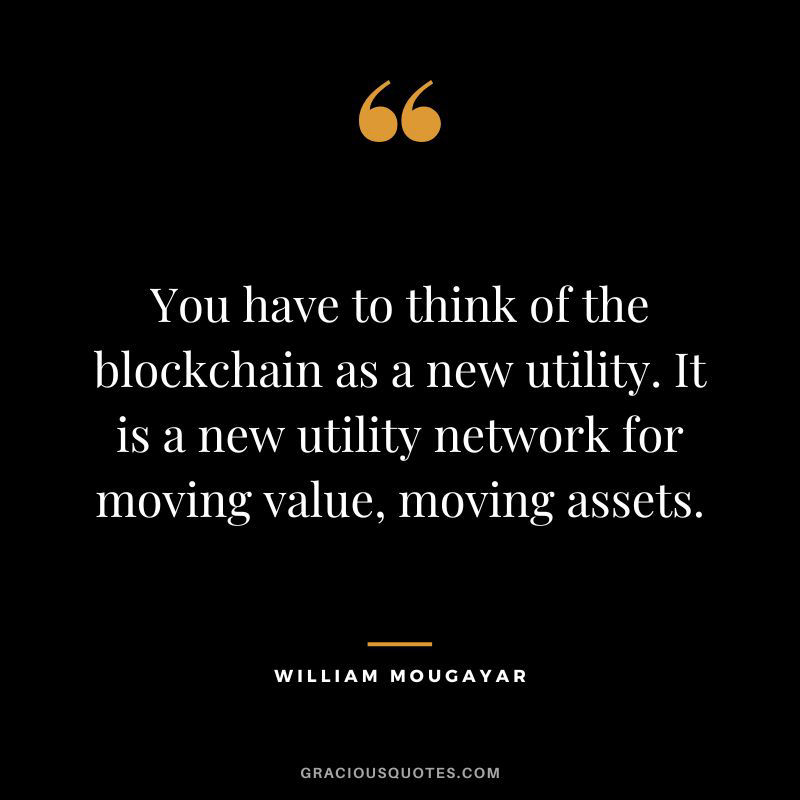 “
You have to think of the
blockchain as a new utility. It
is a new utility network for
moving value, moving assets.
WILLIAM MOUGAYAR
GRACIOUSQUOTES.COM